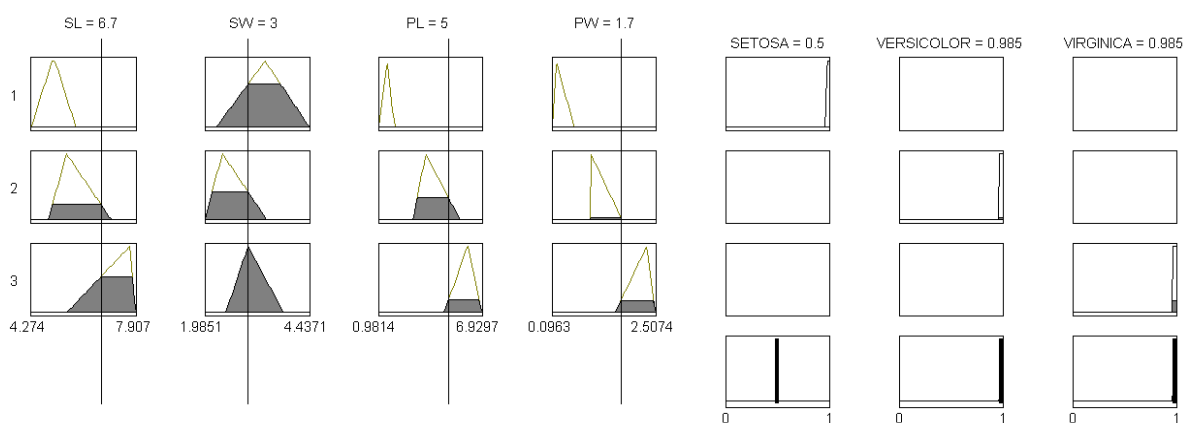 SL = 6.7 SW = 3 PL = 5 PW = 1.7
SETOSA = 0.5 VERSICOLOR = 0.985 VIRGINICA = 0.985
1
2
3
4.274 7.907 1.9851 4.4371 0.9814 6.9297 0.0963 2.5074
0 1 0 1 0 1